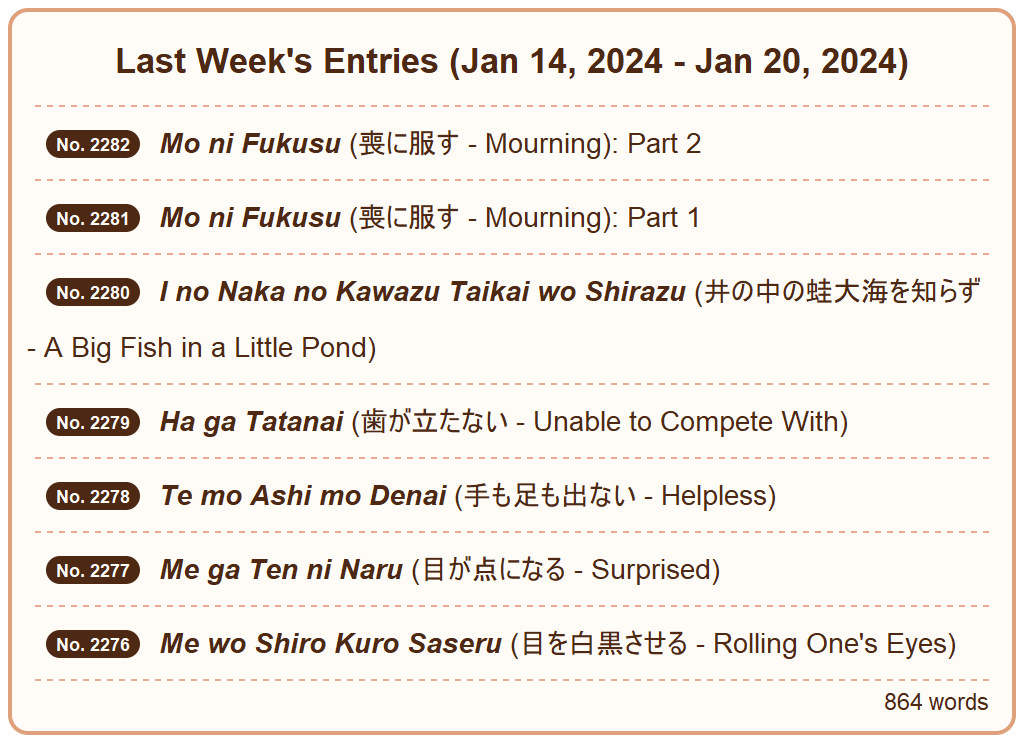 Last Week's Entries (Jan 14, 2024 - Jan 20, 2024)
No. 2282 Mo ni Fukusu (喪に服す - Mourning): Part 2
No. 2281 Mo ni Fukusu (喪に服す - Mourning): Part 1
No. 2280 I no Naka no Kawazu Taikai wo Shirazu (井の中の蛙大海を知らず
- A Big Fish in a Little Pond)
No. 2279 Ha ga Tatanai (歯が立たない - Unable to Compete With)
No. 2278 Te mo Ashi mo Denai (手も足も出ない - Helpless)
No. 2277 Me ga Ten ni Naru (目が点になる - Surprised)
No. 2276 Me wo Shiro Kuro Saseru (目を白黒させる - Rolling One's Eyes)
864 words